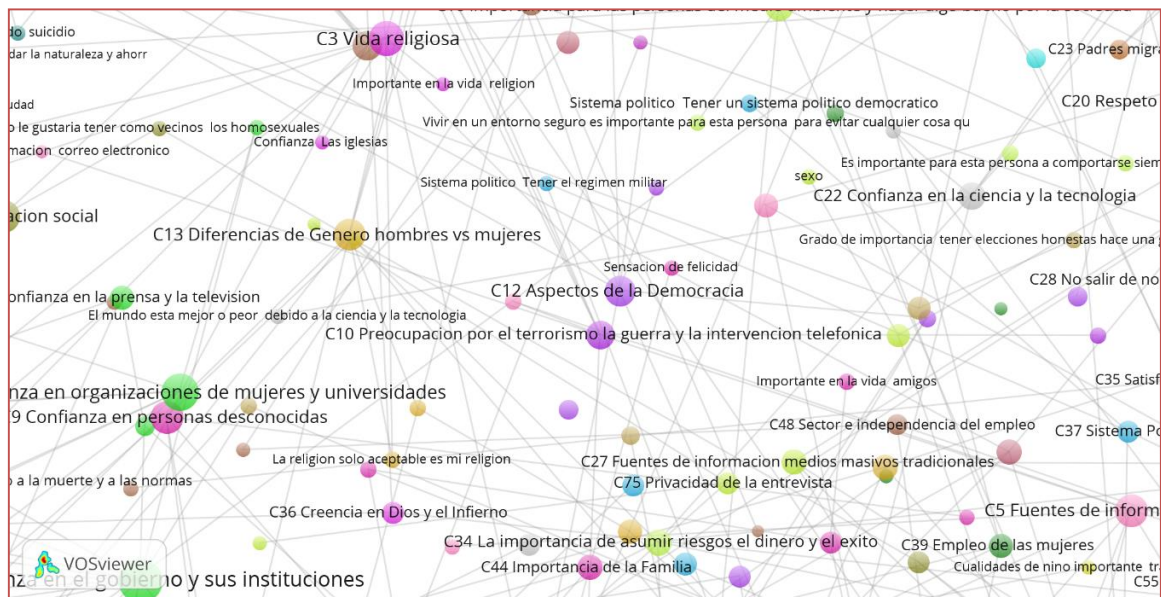 do suicidio
C3 Vida religiosa
C23 Padres migra
dar la naturaleza y ahorr
Importante en la vida religion
Sistema politico Tener un sistema politico democratico
C20 Respeto
udad
o le gustaria tener como vecinos los homosexuales
Vivir en un entorno seguro es importante para esta persona para evitar cualquier cosa qu
Confianza Las iglesias
macion correo electronico
Es importante para esta persona a comportarse siem
sexo
Sistema politico Tener el regimen militar
C22 Confianza en la ciencia y la tecnologia
acion social
C13 Diferencias de Genero hombres vs mujeres
Grado de importancia tener elecciones honestas hace una g
Sensacion de felicidad
C28 No salir de no
C12 Aspectos de la Democracia
onfianza en la prensa y la television
El mundo esta mejor o peor debido a la ciencia y la tecnologia
C10 Preocupacion por el terrorismo la guerra y la intervencion telefonica
Importante en la vida amigos
C35 Satisf
nza en organizaciones de mujeres y universidades
9 Confianza en personas desconocidas
C48 Sector e independencia del empleo
C37 Sistema Po
La religion solo aceptable es mi religion
C27 Fuentes de informacion medios masivos tradicionales
o a la muerte y a las normas
C75 Privacidad de la entrevista
C36 Creencia en Dios y el Infierno
C5 Fuentes de inform
C34 La importancia de asumir riesgos el dinero y el exito
C39 Empleo de las mujeres
VOSviewer
C44 Importancia de la Familia
Cualidades de nino importante tra
nza en el gobierno y sus instituciones
C55